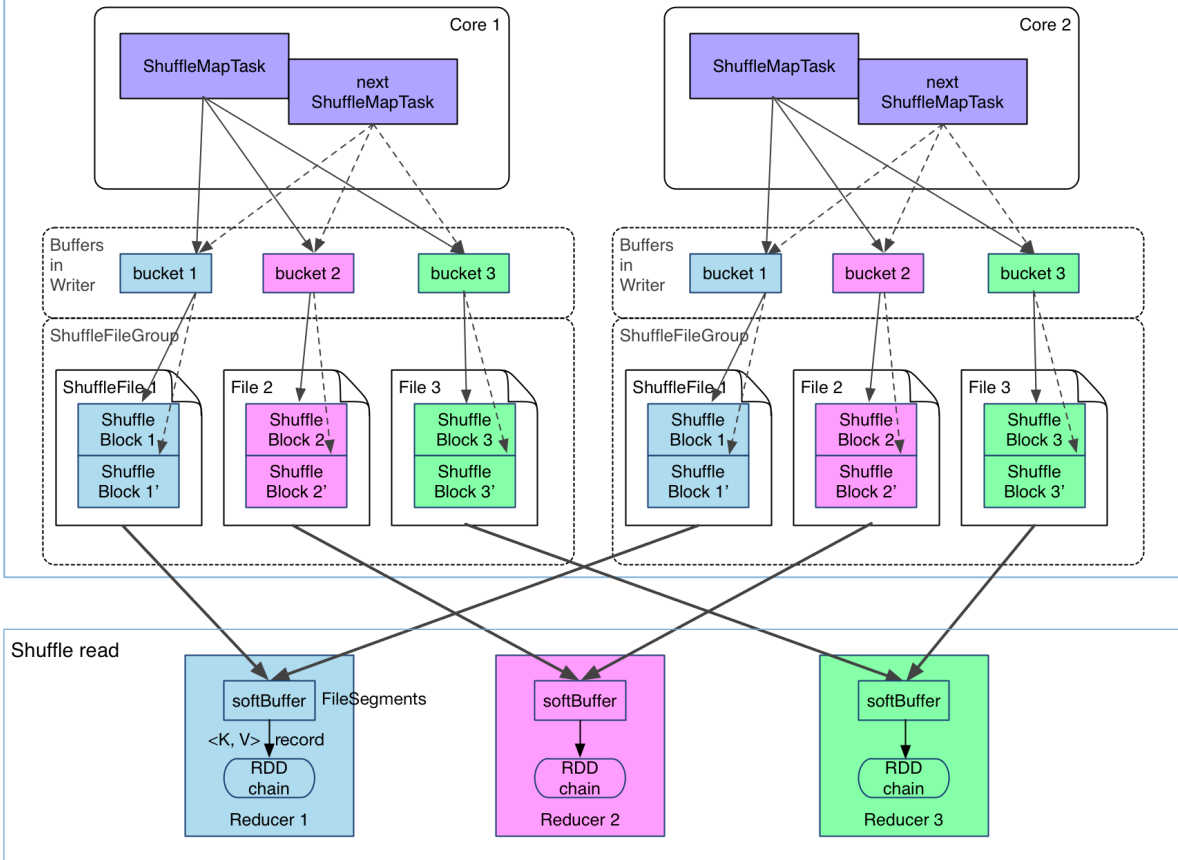 Core 1
ShuffleMapTask
next
ShuffleMapTask
Core 2
ShuffleMapTask
next
ShuffleMapTask
Buffers
in
Writer
bucket 1
bucket 2
bucket 3
Buffers
in
Writer
bucket 1
bucket 2
bucket 3
ShuffleFileGroup
ShuffleFile 1
Shuffle
Block 1
Shuffle
Block 1’
File 2
Shuffle
Block 2
Shuffle
Block 2’
File 3
Shuffle
Block 3
Shuffle
Block 3’
ShuffleFileGroup
ShuffleFile 1
Shuffle
Block 1
Shuffle
Block 1’
File 2
Shuffle
Block 2
Shuffle
Block 2’
File 3
Shuffle
Block 3
Shuffle
Block 3’
Shuffle read
softBuffer
FileSegments
<K, V> record
RDD
chain
Reducer 1
softBuffer
RDD
chain
Reducer 2
softBuffer
RDD
chain
Reducer 3